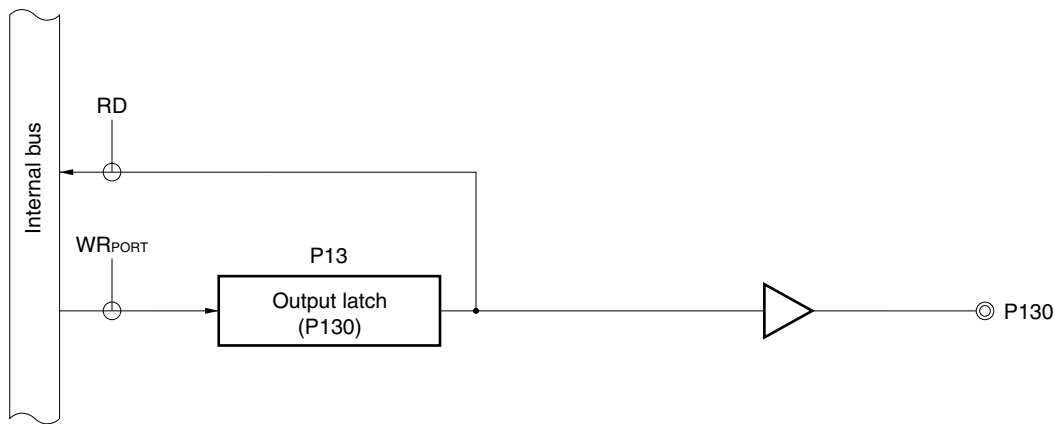 Internal bus
RD
WRPORT
P13
Output latch
(P130)
P130